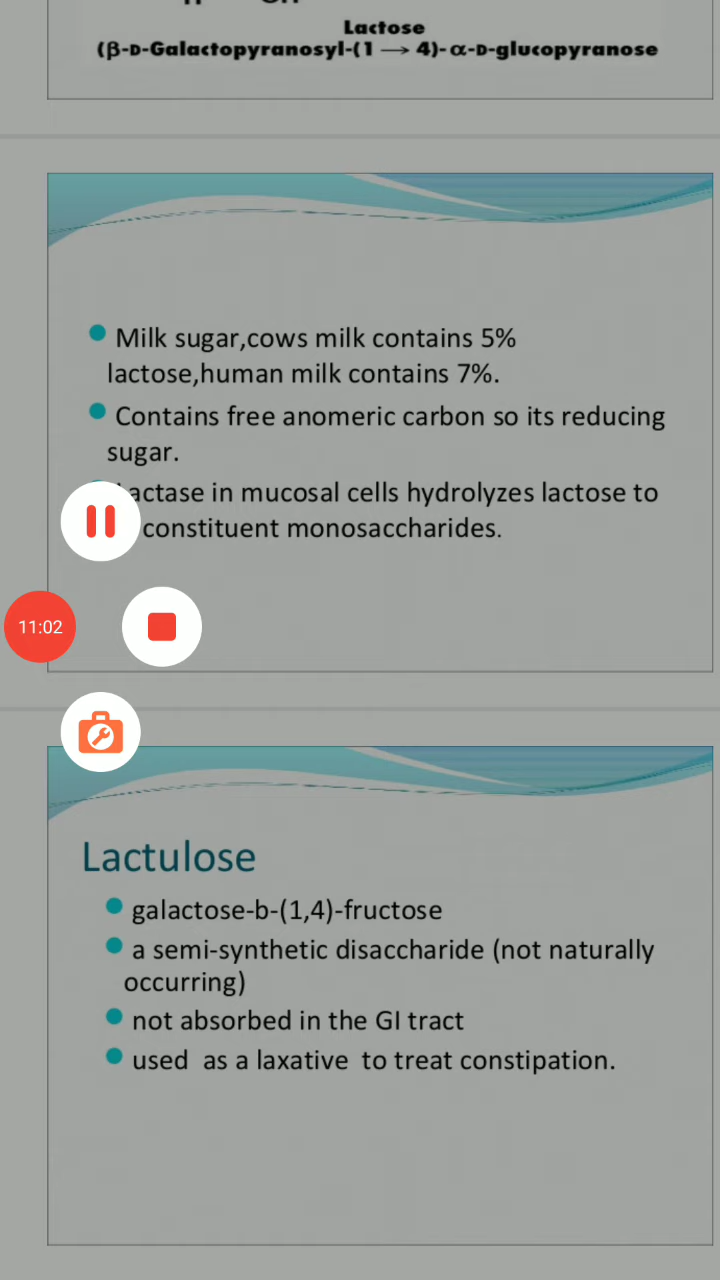 Lactose
(β-D-Galactopyranosyl-(1 → 4)-α-D-glucopyranose
Milk sugar,cows milk contains 5%
lactose,human milk contains 7%.
Contains free anomeric carbon so its reducing
sugar.
actase in mucosal cells hydrolyzes lactose to
constituent monosaccharides.
11:02
Lactulose
galactose-b-(1,4)-fructose
a semi-synthetic disaccharide (not naturally
occurring)
not absorbed in the GI tract
used as a laxative to treat constipation.